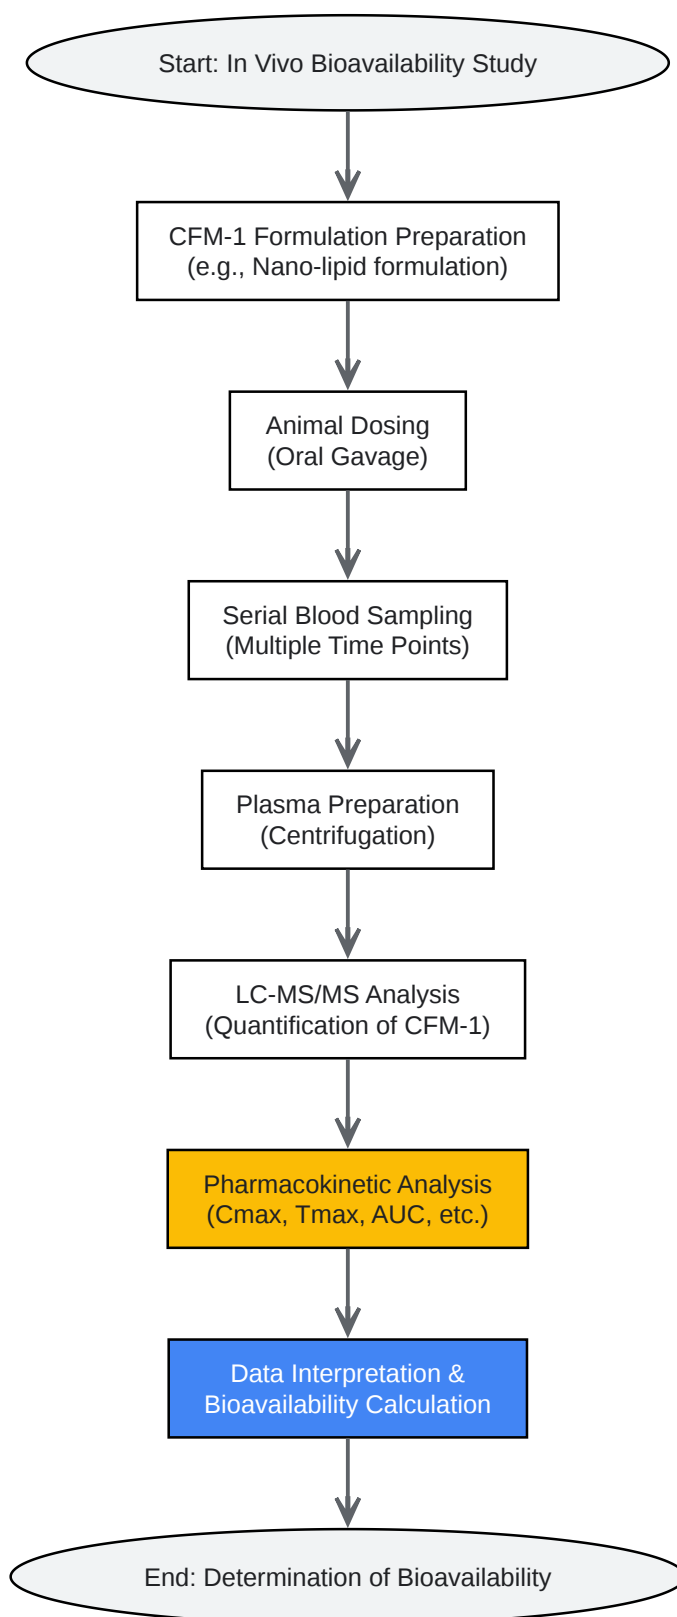 Start: In Vivo Bioavailability Study
CFM-1 Formulation Preparation
(e.g., Nano-lipid formulation)
Animal Dosing
(Oral Gavage)
Serial Blood Sampling
(Multiple Time Points)
Plasma Preparation
(Centrifugation)
LC-MS/MS Analysis
(Quantification of CFM-1)
Pharmacokinetic Analysis
(Cmax, Tmax, AUC, etc.)
Data Interpretation &
Bioavailability Calculation
End: Determination of Bioavailability